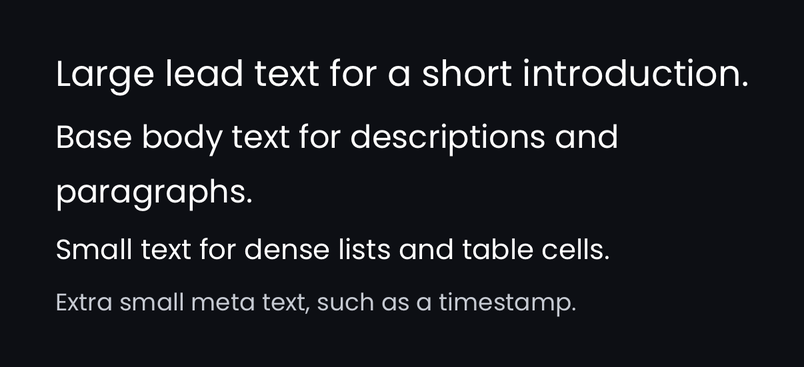 Large lead text for a short introduction.
Base body text for descriptions and
paragraphs.
Small text for dense lists and table cells.
Extra small meta text, such as a timestamp.